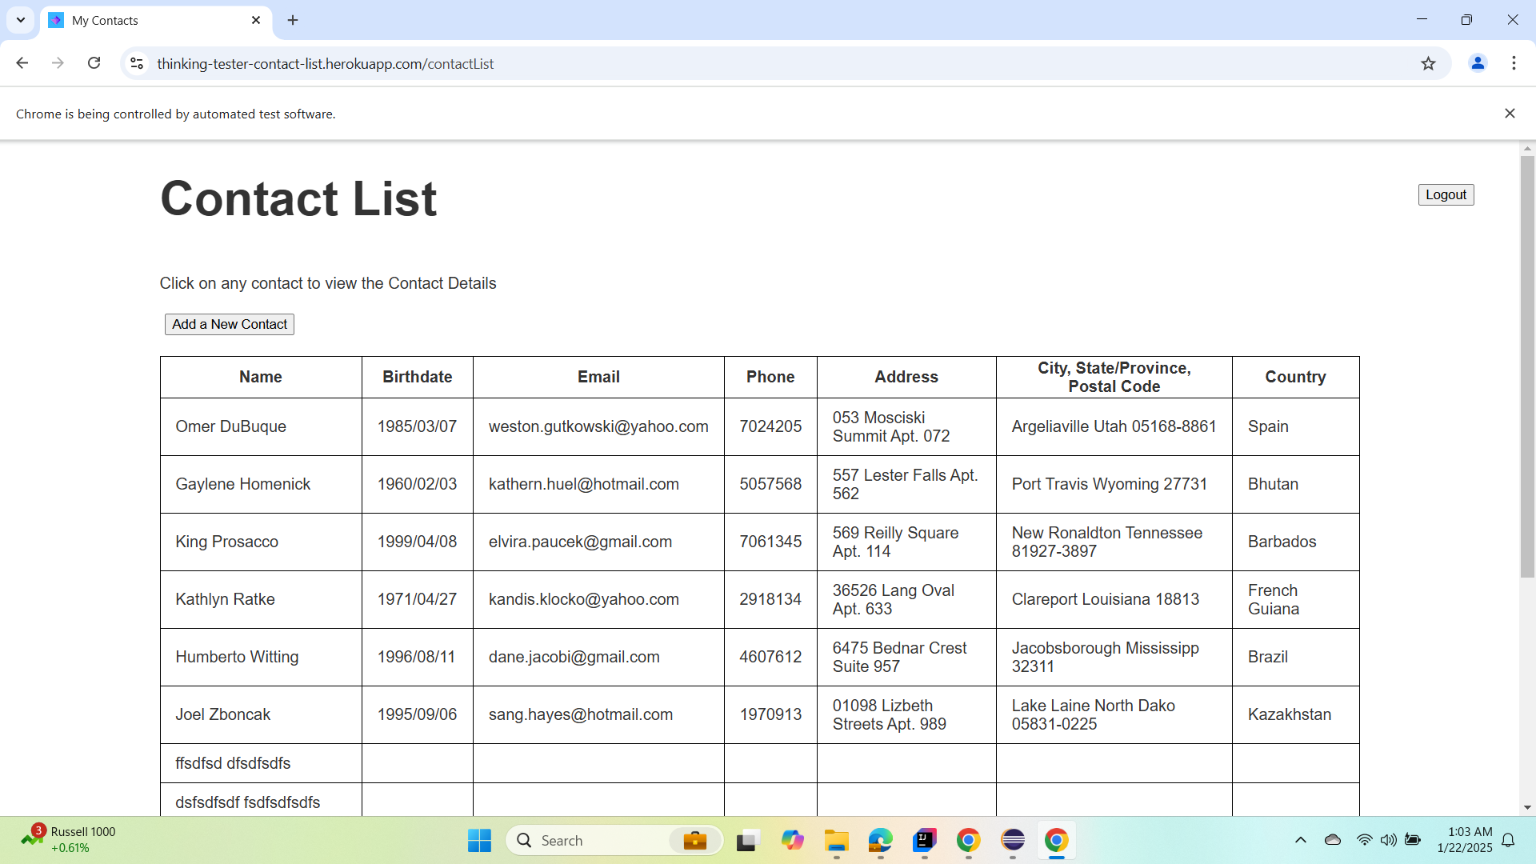 My Contacts
thinking-tester-contact-list.herokuapp.com/contactList
Chrome is being controlled by automated test software.
Contact List
Logout
Click on any contact to view the Contact Details
Add a New Contact
Name Birthdate Email Phone Address City, State/Province, Postal Code Country
Omer DuBuque 1985/03/07 weston.gutkowski@yahoo.com 7024205 053 Mosciski Summit Apt. 072 Argeliaville Utah 05168-8861 Spain
Gaylene Homenick 1960/02/03 kathern.huel@hotmail.com 5057568 557 Lester Falls Apt. 562 Port Travis Wyoming 27731 Bhutan
King Prosacco 1999/04/08 elvira.paucek@gmail.com 7061345 569 Reilly Square Apt. 114 New Ronaldton Tennessee 81927-3897 Barbados
Kathlyn Ratke 1971/04/27 kandis.klocko@yahoo.com 2918134 36526 Lang Oval Apt. 633 Clareport Louisiana 18813 French Guiana
Humberto Witting 1996/08/11 dane.jacobi@gmail.com 4607612 6475 Bednar Crest Suite 957 Jacobsborough Mississipp 32311 Brazil
Joel Zboncak 1995/09/06 sang.hayes@hotmail.com 1970913 01098 Lizbeth Streets Apt. 989 Lake Laine North Dako 05831-0225 Kazakhstan
ffsdfsd dfsdfsdfs
dsfsdfsdf fsdfsdfsdfs
3
Russell 1000
+0.61%
Search
1:03 AM
1/22/2025